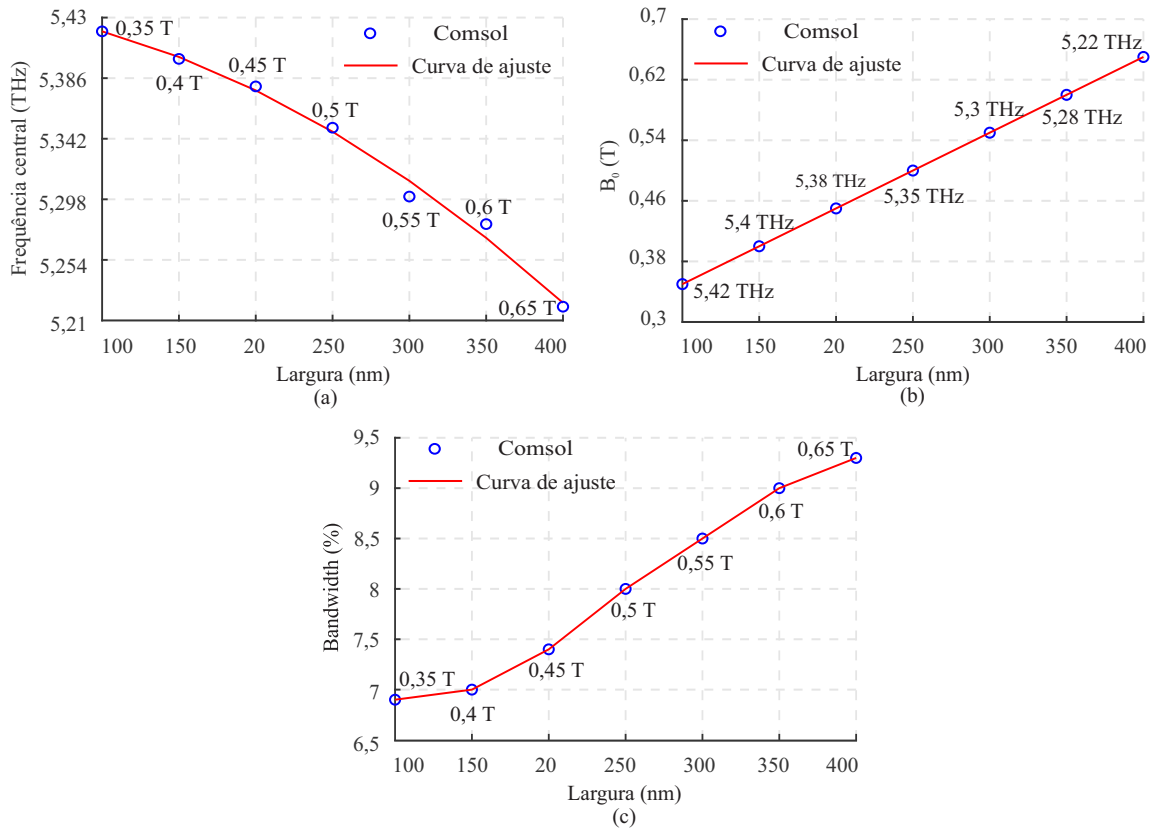 5,43
5,386
5,342
5,298
5,254
5,21
Frequência central (THz)
0,35 T
0,4 T
0,45 T
0,5 T
0,55 T
0,6 T
0,65 T
Comsol
Curva de ajuste
100 150 20 250 300 350 400
Largura (nm)
(a)
0,7
0,62
0,54
0,46
0,38
0,3
B₀ (T)
Comsol
Curva de ajuste
5,42 THz
5,4 THz
5,38 THz
5,35 THz
5,3 THz
5,28 THz
5,22 THz
100 150 20 250 300 350 400
Largura (nm)
(b)
9,5
9
8,5
8
7,5
7
6,5
Bandwidth (%)
Comsol
Curva de ajuste
0,35 T
0,4 T
0,45 T
0,5 T
0,55 T
0,6 T
0,65 T
100 150 20 250 300 350 400
Largura (nm)
(c)